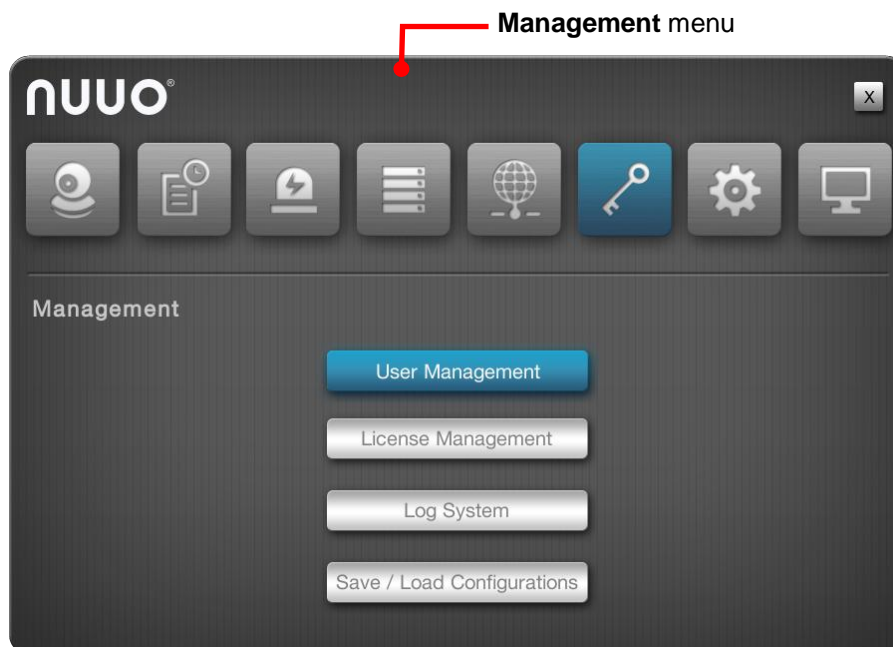 Management menu
nuuo®
X
Management
User Management
License Management
Log System
Save / Load Configurations